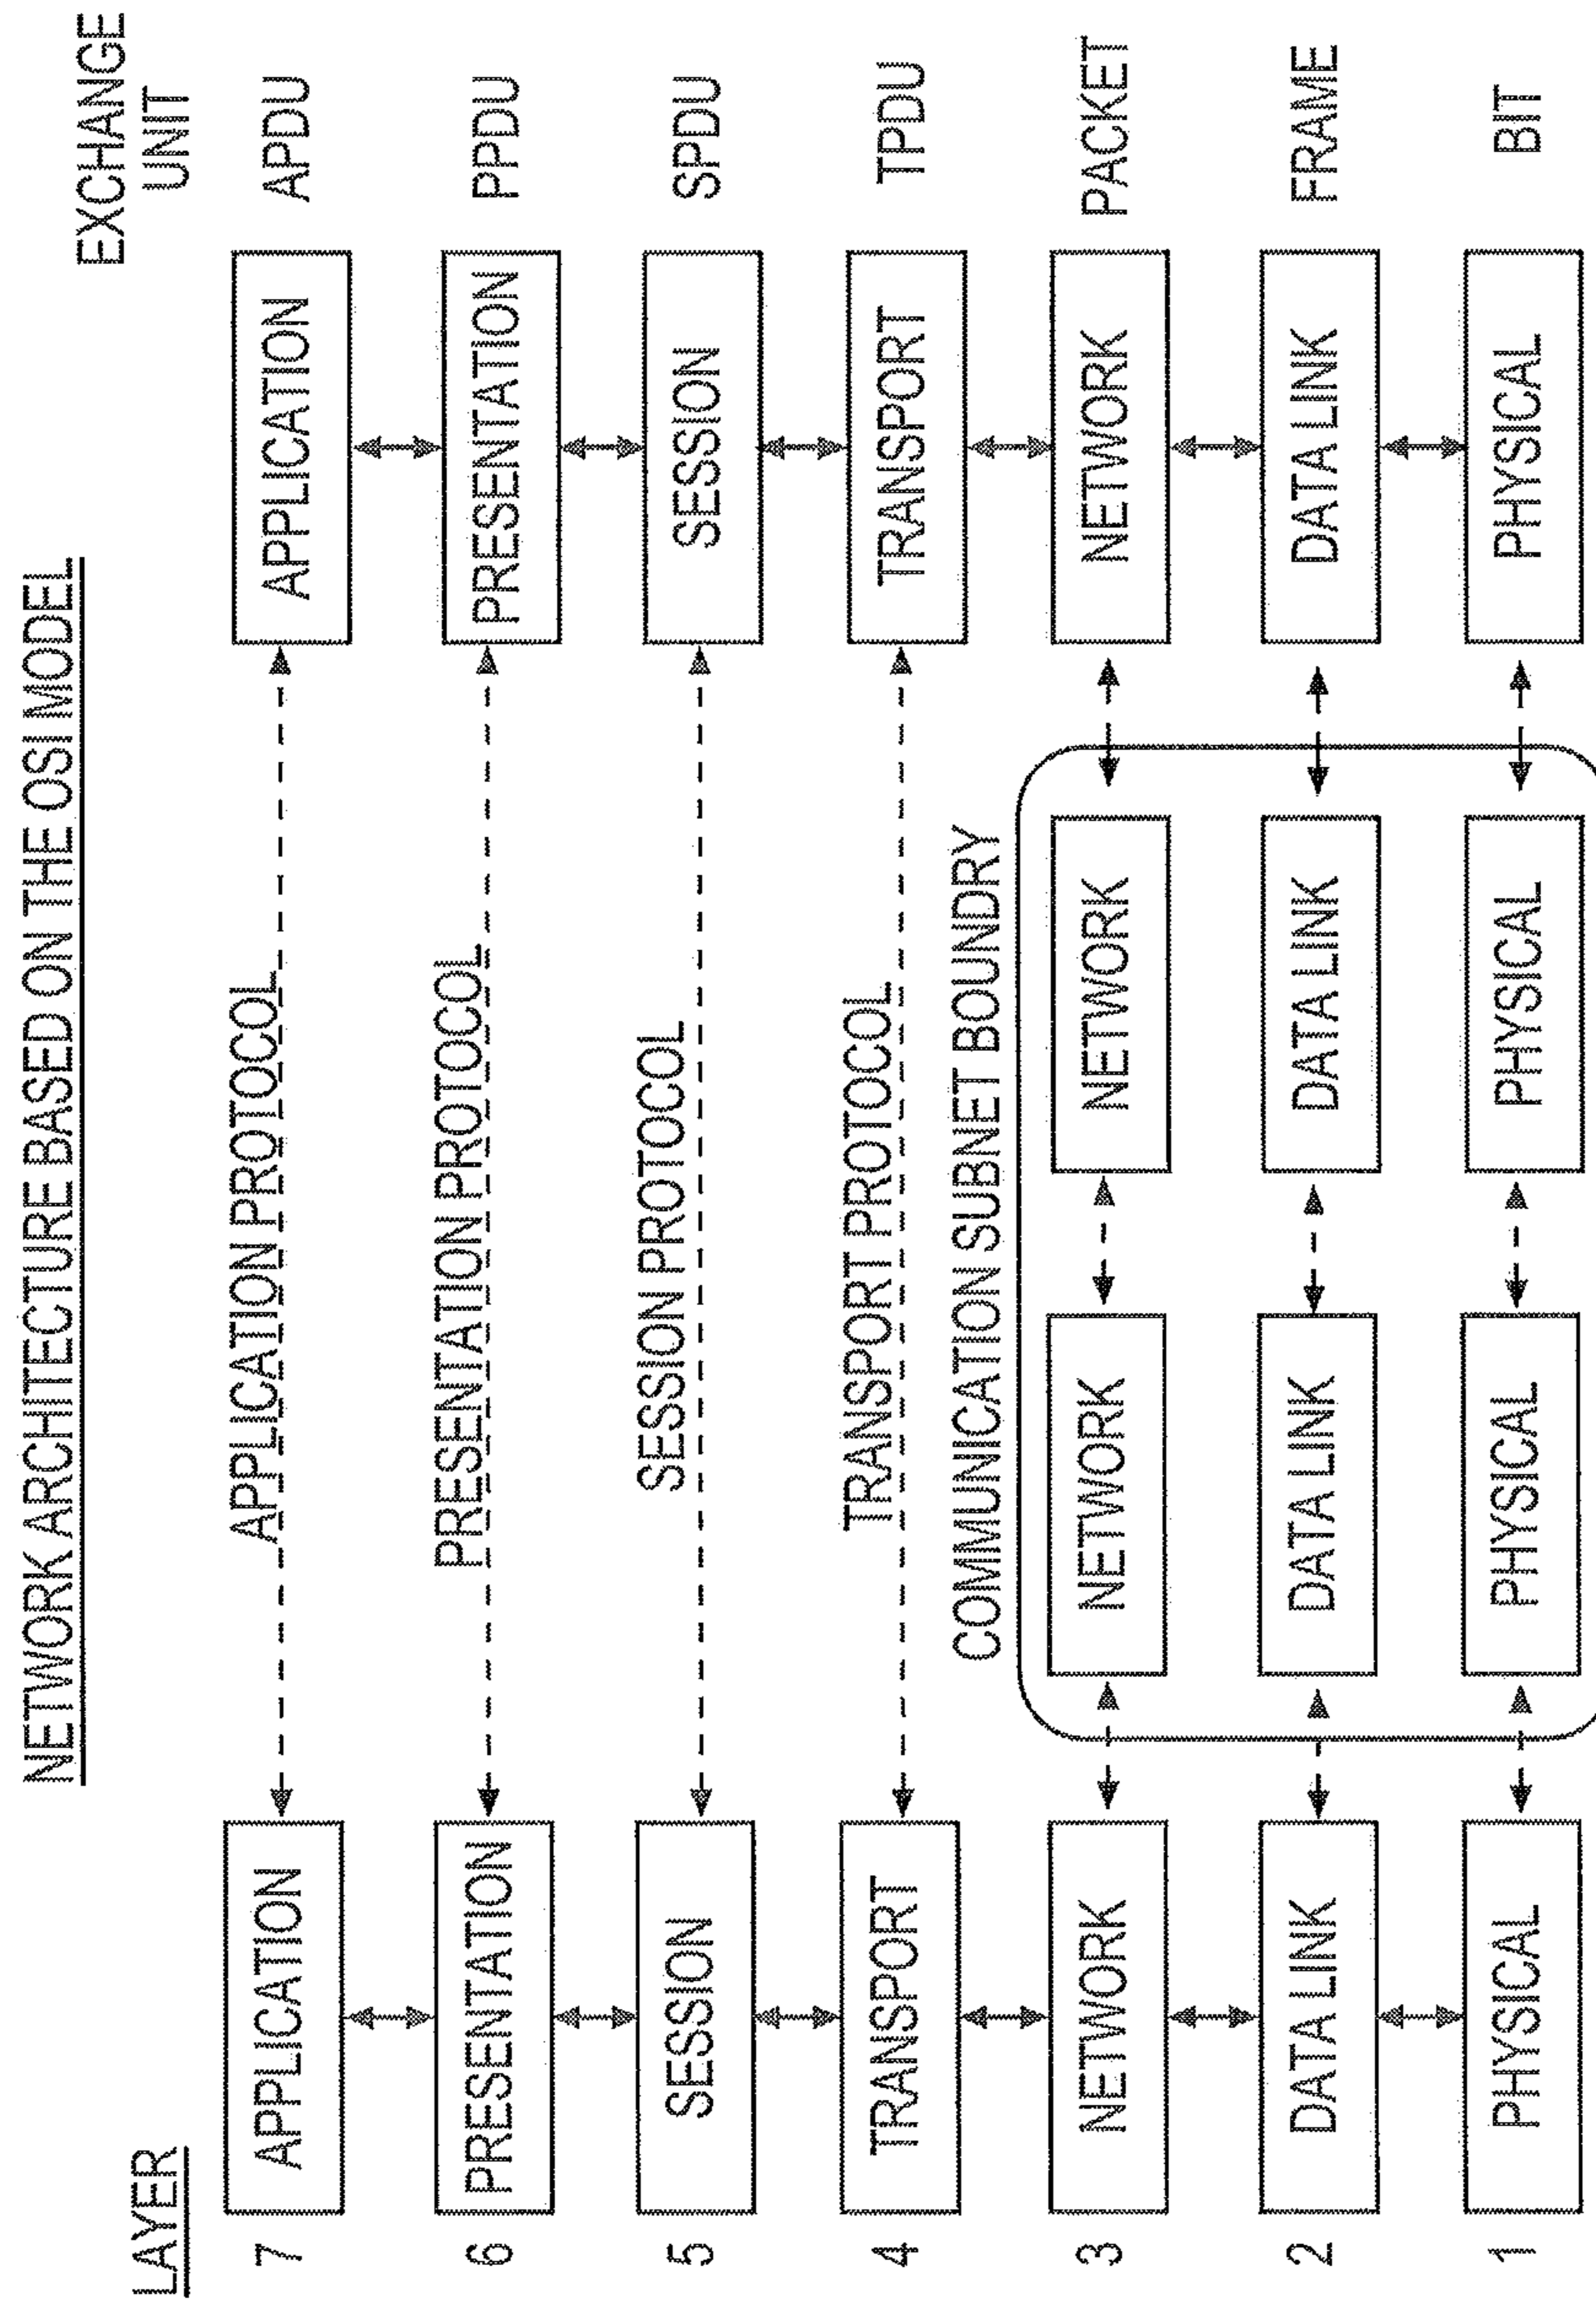 NETWORK ARCHITECTURE BASED ON THE OSI MODEL
LAYER
EXCHANGE
UNIT
7
APPLICATION
APPLICATION PROTOCOL
APPLICATION
APDU
6
PRESENTATION
PRESENTATION PROTOCOL
PRESENTATION
PPDU
5
SESSION
SESSION PROTOCOL
SESSION
SPDU
4
TRANSPORT
TRANSPORT PROTOCOL
TRANSPORT
TPDU
COMMUNICATION SUBNET BOUNDRY
3
NETWORK
NETWORK
NETWORK
NETWORK
PACKET
2
DATA LINK
DATA LINK
DATA LINK
DATA LINK
FRAME
1
PHYSICAL
PHYSICAL
PHYSICAL
PHYSICAL
BIT